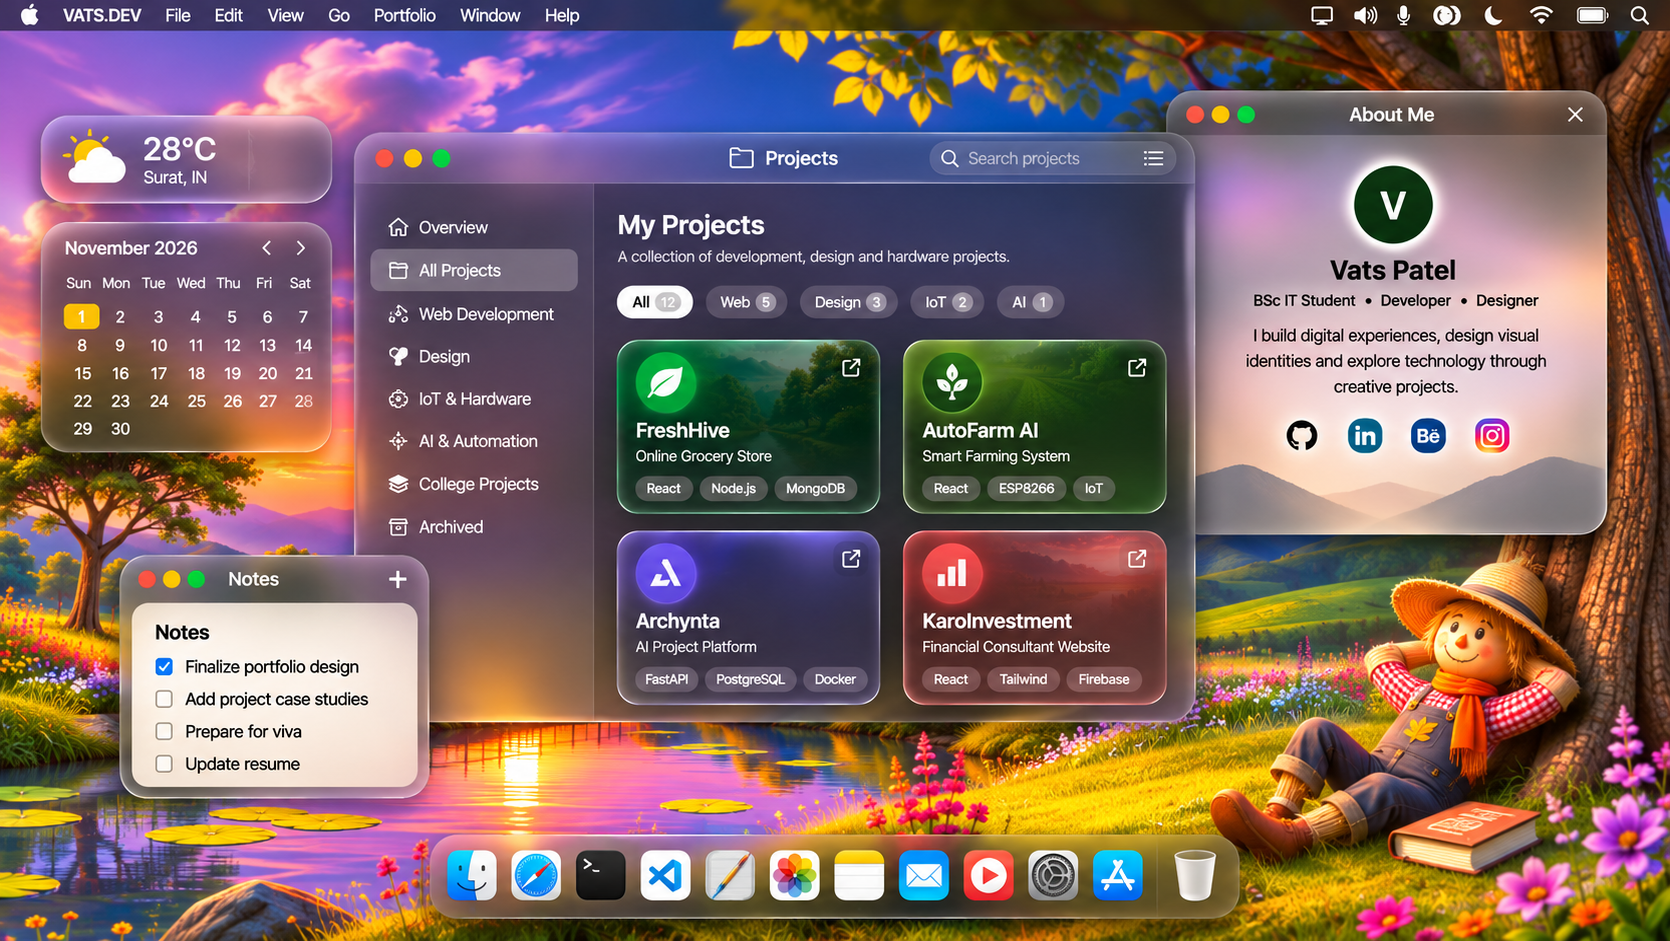 VATS.DEV File Edit View Go Portfolio Window Help
28°C
Surat, IN
November 2026
Sun Mon Tue Wed Thu Fri Sat
1 2 3 4 5 6 7
8 9 10 11 12 13 14
15 16 17 18 19 20 21
22 23 24 25 26 27 28
29 30
Notes
Notes
Finalize portfolio design
Add project case studies
Prepare for viva
Update resume
Projects
Search projects
Overview
All Projects
Web Development
Design
IoT & Hardware
AI & Automation
College Projects
Archived
My Projects
A collection of development, design and hardware projects.
All 12 Web 5 Design 3 IoT 2 AI 1
FreshHive
Online Grocery Store
React Node.js MongoDB
AutoFarm AI
Smart Farming System
React ESP8266 IoT
Archynta
AI Project Platform
FastAPI PostgreSQL Docker
KaroInvestment
Financial Consultant Website
React Tailwind Firebase
About Me
V
Vats Patel
BSc IT Student • Developer • Designer
I build digital experiences, design visual
identities and explore technology through
creative projects.
in Bē